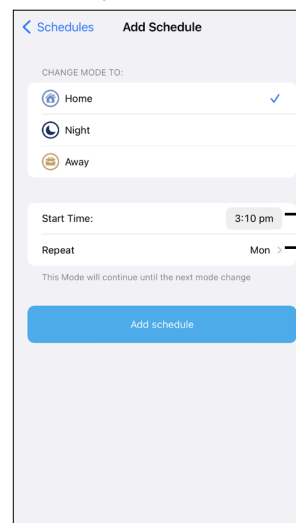 Schedules Add Schedule
CHANGE MODE TO:
Home
Night
Away
Start Time: 3:10 pm
Repeat Mon
This Mode will continue until the next mode change
Add schedule